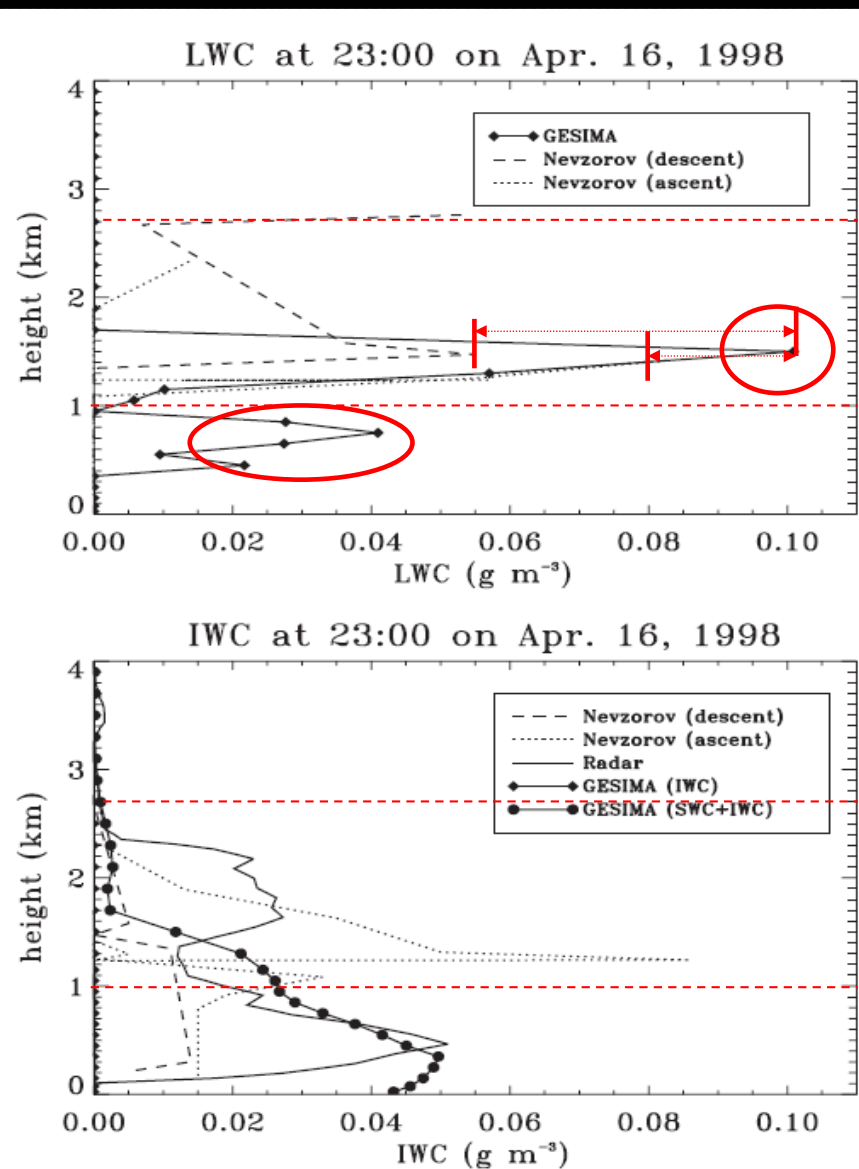 LWC at 23:00 on Apr. 16, 1998
4
GESIMA
Nevzorov (descent)
Nevzorov (ascent)
3
height (km)
2
1
0
0.00 0.02 0.04 0.06 0.08 0.10
LWC (g m⁻³)
IWC at 23:00 on Apr. 16, 1998
4
Nevzorov (descent)
Nevzorov (ascent)
Radar
GESIMA (IWC)
GESIMA (SWC+IWC)
3
height (km)
2
1
0
0.00 0.02 0.04 0.06 0.08 0.10
IWC (g m⁻³)